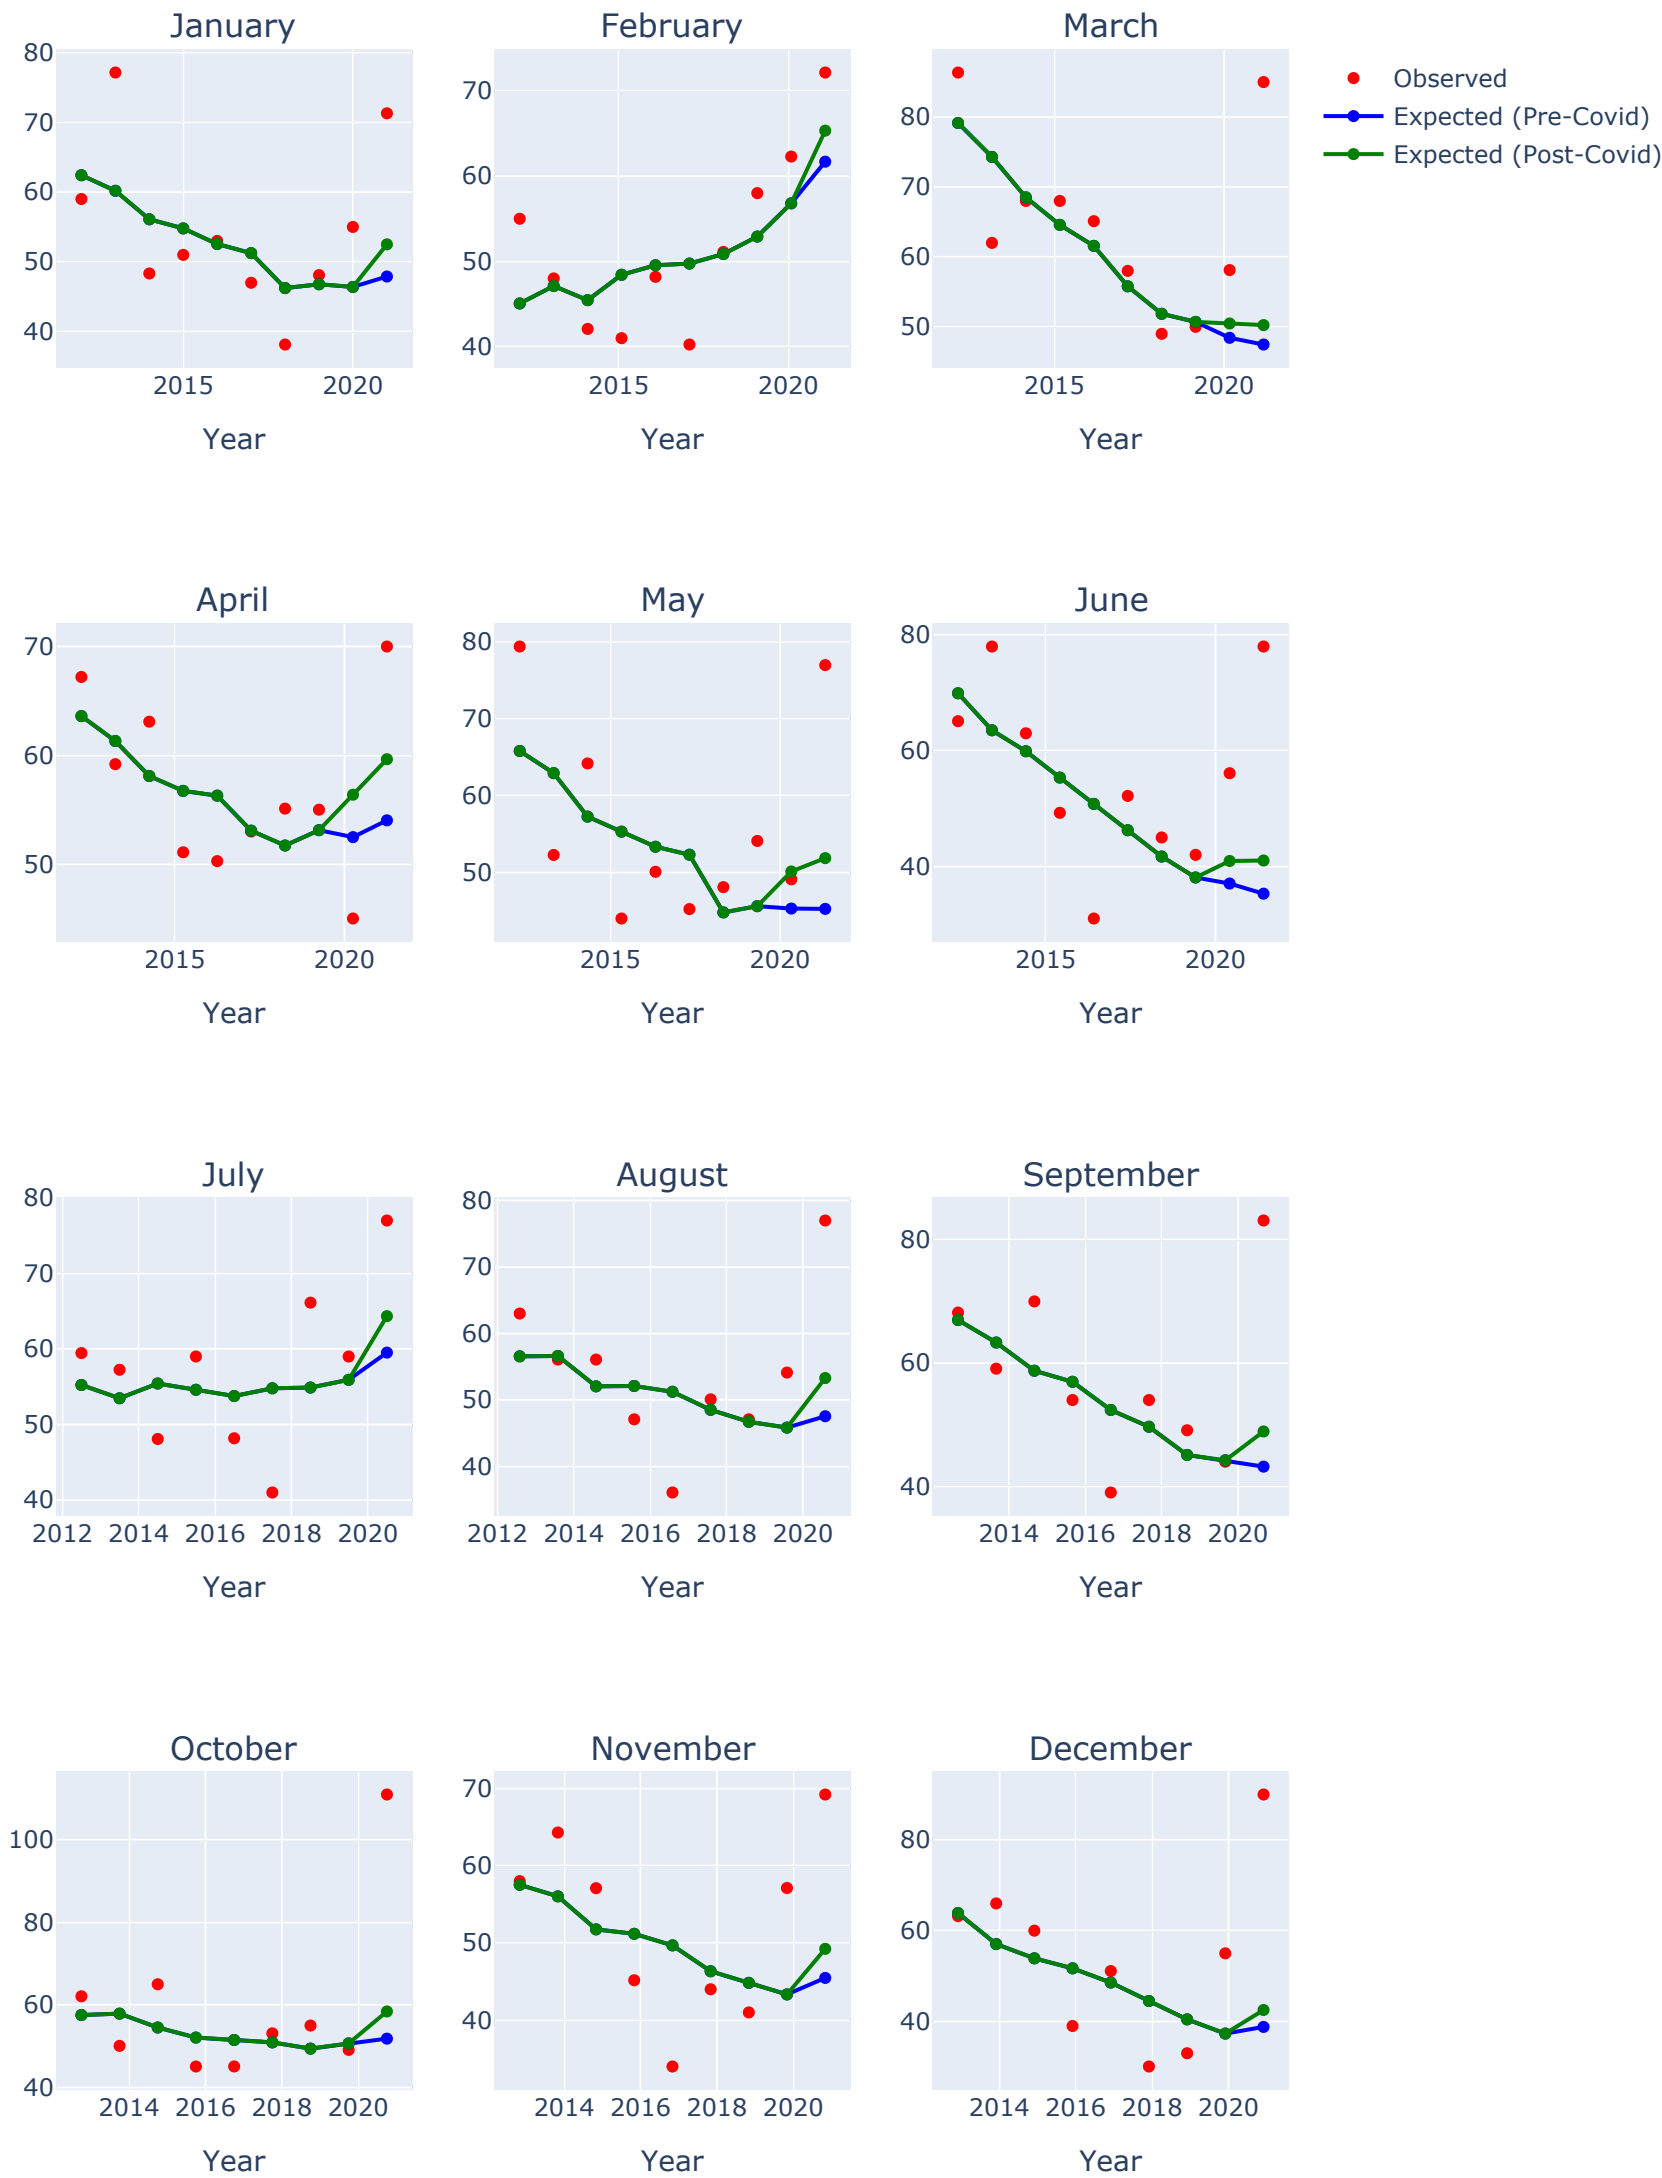 January
February
March
Observed
Expected (Pre-Covid)
Expected (Post-Covid)
80
70
60
50
40
2015
2020
Year
70
60
50
40
2015
2020
Year
80
70
60
50
2015
2020
Year
April
May
June
70
60
50
2015
2020
Year
80
70
60
50
2015
2020
Year
80
60
40
2015
2020
Year
July
August
September
80
70
60
50
40
2012 2014 2016 2018 2020
Year
80
70
60
50
40
2012 2014 2016 2018 2020
Year
80
60
40
2014 2016 2018 2020
Year
October
November
December
100
80
60
40
2014 2016 2018 2020
Year
70
60
50
40
2014 2016 2018 2020
Year
80
60
40
2014 2016 2018 2020
Year